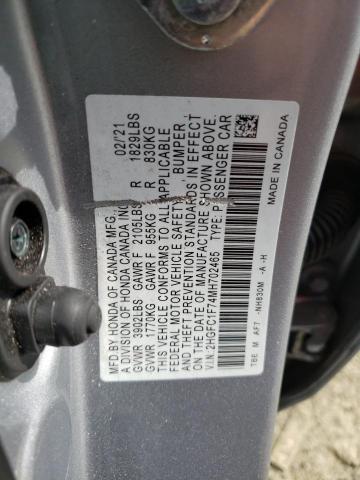 MFD. BY HONDA OF CANADA MFG., 02/'21
A DIVISION OF HONDA CANADA INC.
GVWR 3902LBS GAWR F 2105LBS R 1829LBS
GVWR 1770KG GAWR F 955KG R 830KG
THIS VEHICLE CONFORMS TO ALL APPLICABLE
FEDERAL MOTOR VEHICLE SAFETY, BUMPER,
AND THEFT PREVENTION STANDARDS IN EFFECT
ON THE DATE OF MANUFACTURE SHOWN ABOVE.
V.I.N: 2HGFC1F74MH702465 TYPE: PASSENGER CAR
TBE M AF7 -NH830M -A -H
MADE IN CANADA